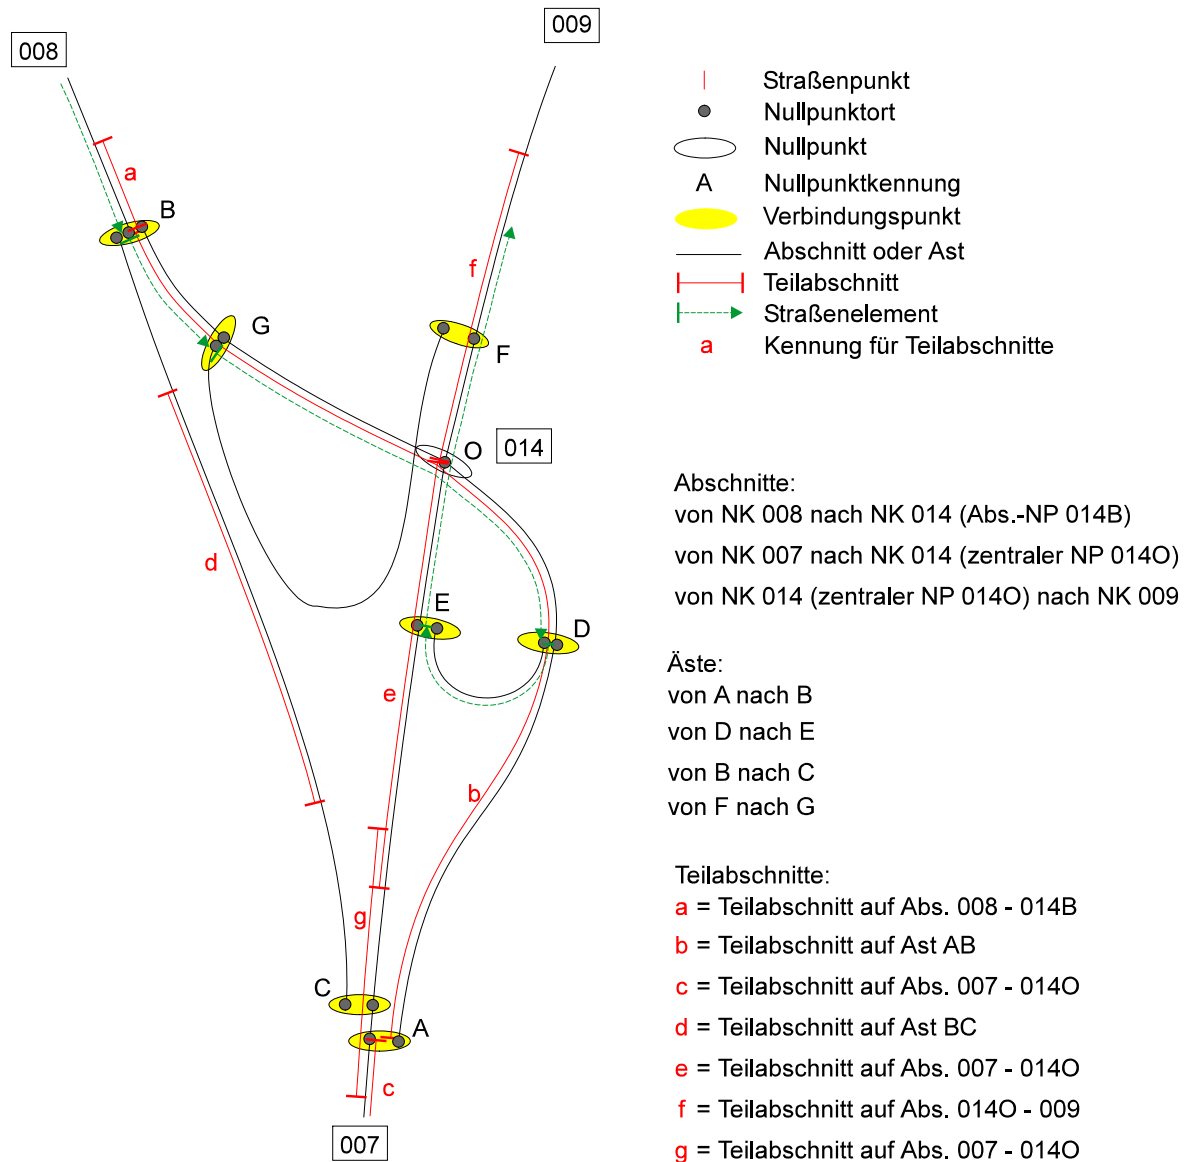 008
009
a
B
G
f
F
O
014
d
E
D
e
b
g
C
A
c
007
Straßenpunkt
Nullpunktort
Nullpunkt
A Nullpunktkennung
Verbindungspunkt
Abschnitt oder Ast
Teilabschnitt
Straßenelement
a Kennung für Teilabschnitte
Abschnitte:
von NK 008 nach NK 014 (Abs.-NP 014B)
von NK 007 nach NK 014 (zentraler NP 014O)
von NK 014 (zentraler NP 014O) nach NK 009
Äste:
von A nach B
von D nach E
von B nach C
von F nach G
Teilabschnitte:
a = Teilabschnitt auf Abs. 008 - 014B
b = Teilabschnitt auf Ast AB
c = Teilabschnitt auf Abs. 007 - 014O
d = Teilabschnitt auf Ast BC
e = Teilabschnitt auf Abs. 007 - 014O
f = Teilabschnitt auf Abs. 014O - 009
g = Teilabschnitt auf Abs. 007 - 014O